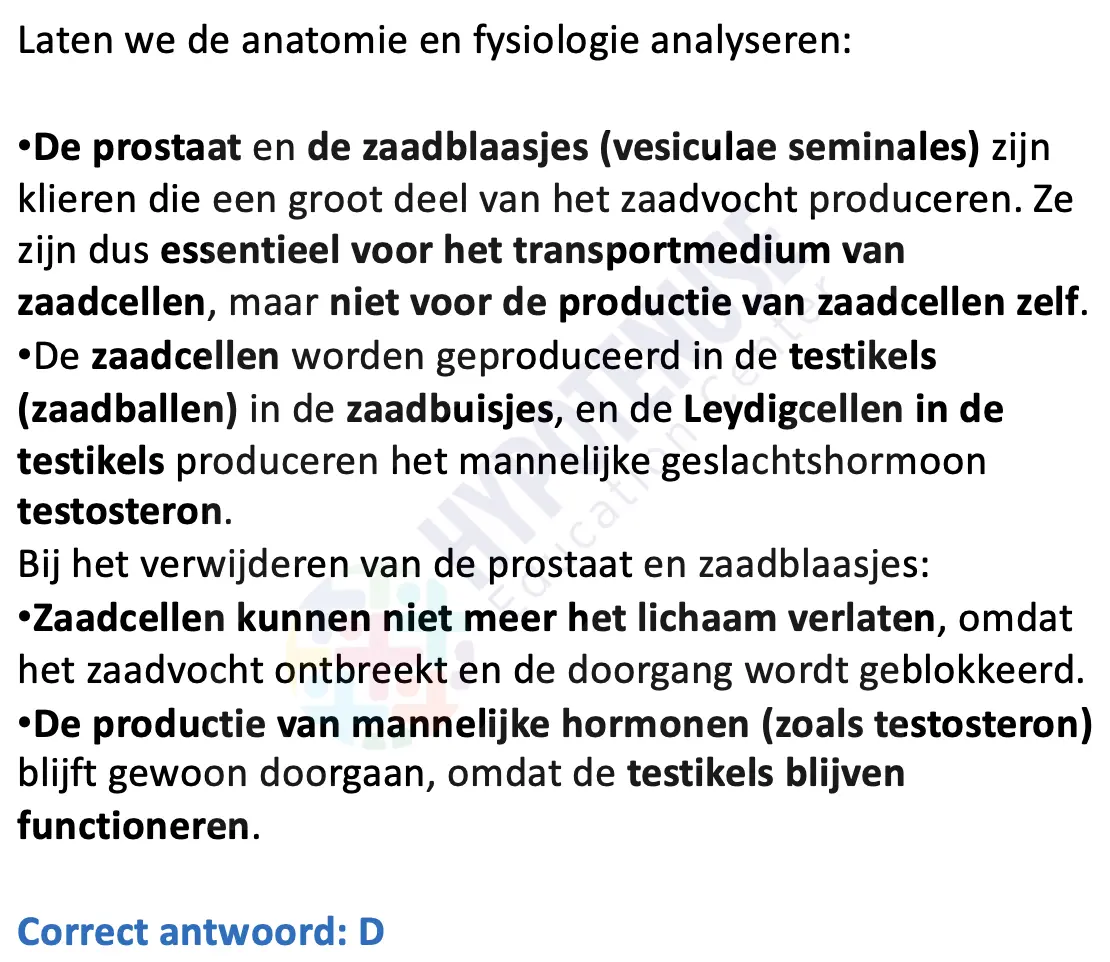 Laten we de anatomie en fysiologie analyseren:
•De prostaat en de zaadblaasjes (vesiculae seminales) zijn
klieren die een groot deel van het zaadvocht produceren. Ze
zijn dus essentieel voor het transportmedium van
zaadcellen, maar niet voor de productie van zaadcellen zelf.
•De zaadcellen worden geproduceerd in de testikels
(zaadballen) in de zaadbuisjes, en de Leydigcellen in de
testikels produceren het mannelijke geslachtshormoon
testosteron.
Bij het verwijderen van de prostaat en zaadblaasjes:
•Zaadcellen kunnen niet meer het lichaam verlaten, omdat
het zaadvocht ontbreekt en de doorgang wordt geblokkeerd.
•De productie van mannelijke hormonen (zoals testosteron)
blijft gewoon doorgaan, omdat de testikels blijven
functioneren.
Correct antwoord: D
HYPOTENUSE
Education Center